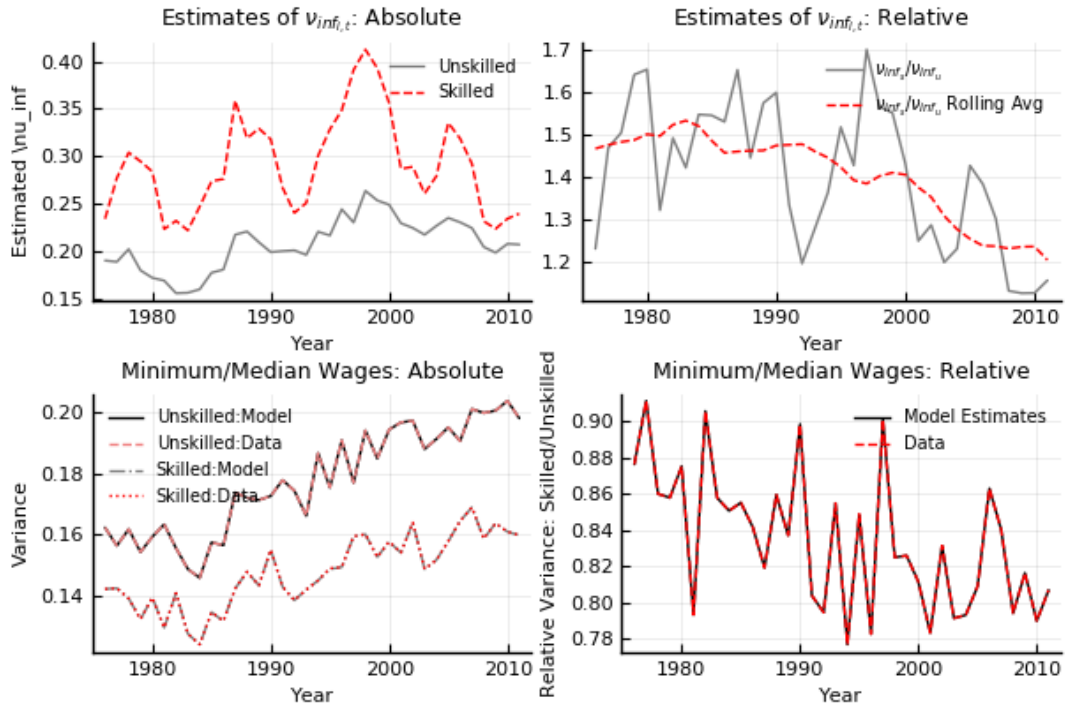 Estimates of ν_{inf_{i,t}}: Absolute
Estimated \nu_inf
0.40
0.35
0.30
0.25
0.20
0.15
Unskilled
Skilled
1980
1990
2000
2010
Year
Estimates of ν_{inf_{i,t}}: Relative
1.7
1.6
1.5
1.4
1.3
1.2
ν_{inf_s}/ν_{inf_u}
ν_{inf_s}/ν_{inf_u} Rolling Avg
1980
1990
2000
2010
Year
Minimum/Median Wages: Absolute
Variance
0.20
0.18
0.16
0.14
Unskilled:Model
Unskilled:Data
Skilled:Model
Skilled:Data
1980
1990
2000
2010
Year
Minimum/Median Wages: Relative
Relative Variance: Skilled/Unskilled
0.90
0.88
0.86
0.84
0.82
0.80
0.78
Model Estimates
Data
1980
1990
2000
2010
Year